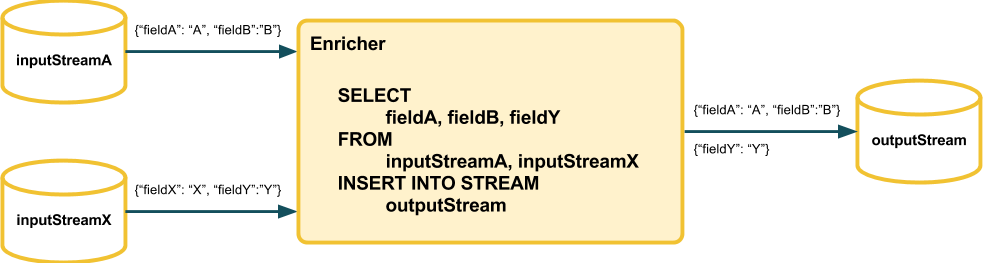 inputStreamA
{“fieldA”: “A”, “fieldB”:”B”}
inputStreamX
{“fieldX”: “X”, “fieldY”:”Y”}
Enricher
SELECT
fieldA, fieldB, fieldY
FROM
inputStreamA, inputStreamX
INSERT INTO STREAM
outputStream
{“fieldA”: “A”, “fieldB”:”B”}
{“fieldY”: “Y”}
outputStream